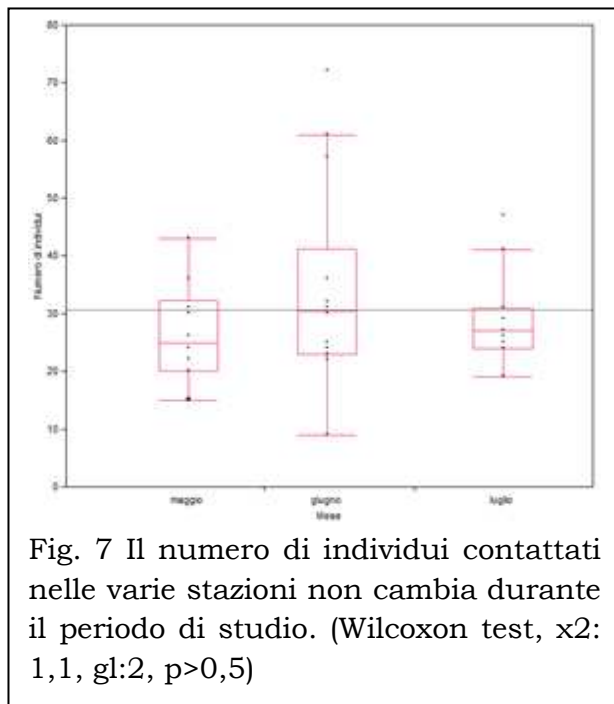 80
70
60
50
40
30
20
10
0
Numero di individui
maggio giugno luglio
Mese
Fig. 7 Il numero di individui contattati
nelle varie stazioni non cambia durante
il periodo di studio. (Wilcoxon test, x2:
1,1, gl:2, p>0,5)